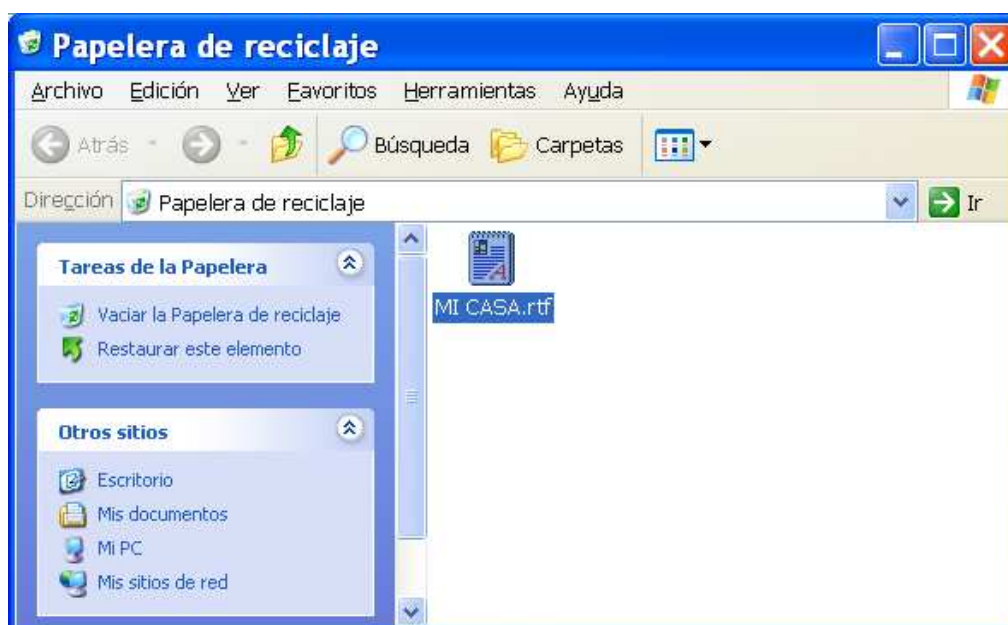 Papelera de reciclaje
Archivo Edición Ver Favoritos Herramientas Ayuda
Atrás Búsqueda Carpetas
Dirección Papelera de reciclaje Ir
Tareas de la Papelera
Vaciar la Papelera de reciclaje
Restaurar este elemento
Otros sitios
Escritorio
Mis documentos
Mi PC
Mis sitios de red
MI CASA.rtf